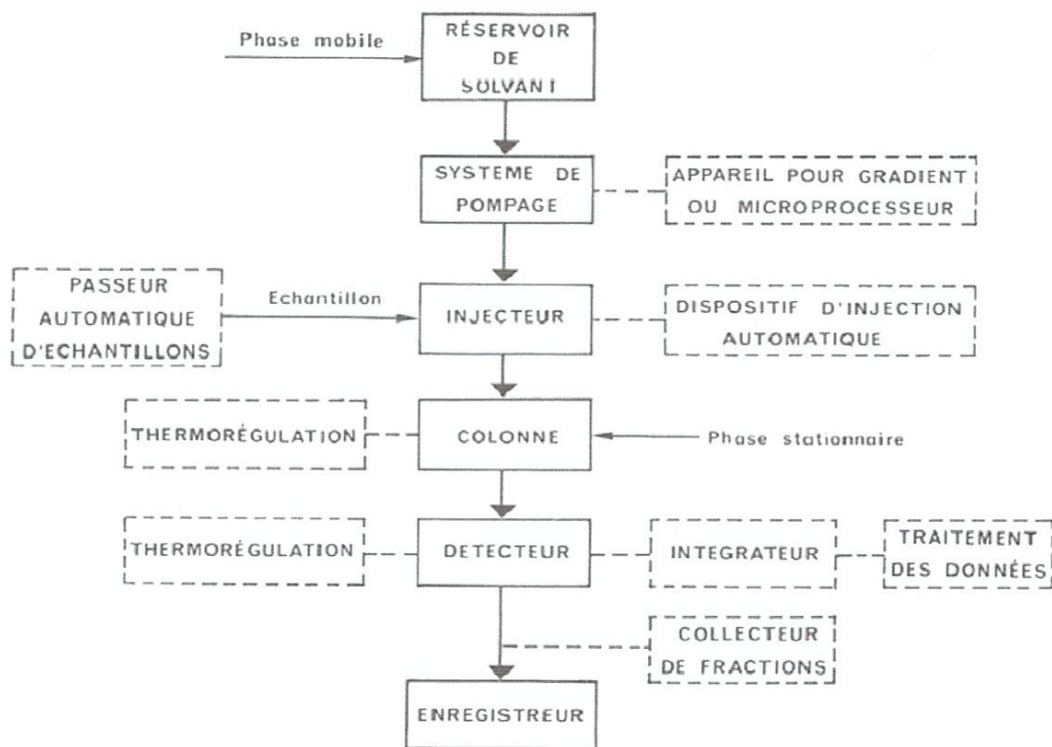 Phase mobile
RÉSERVOIR
DE
SOLVANT
SYSTEME DE
POMPAGE
APPAREIL POUR GRADIENT
OU MICROPROCESSEUR
PASSEUR
AUTOMATIQUE
D'ECHANTILLONS
Echantillon
INJECTEUR
DISPOSITIF D'INJECTION
AUTOMATIQUE
THERMORÉGULATION
COLONNE
Phase stationnaire
THERMORÉGULATION
DETECTEUR
INTEGRATEUR
TRAITEMENT
DES DONNÉES
COLLECTEUR
DE FRACTIONS
ENREGISTREUR